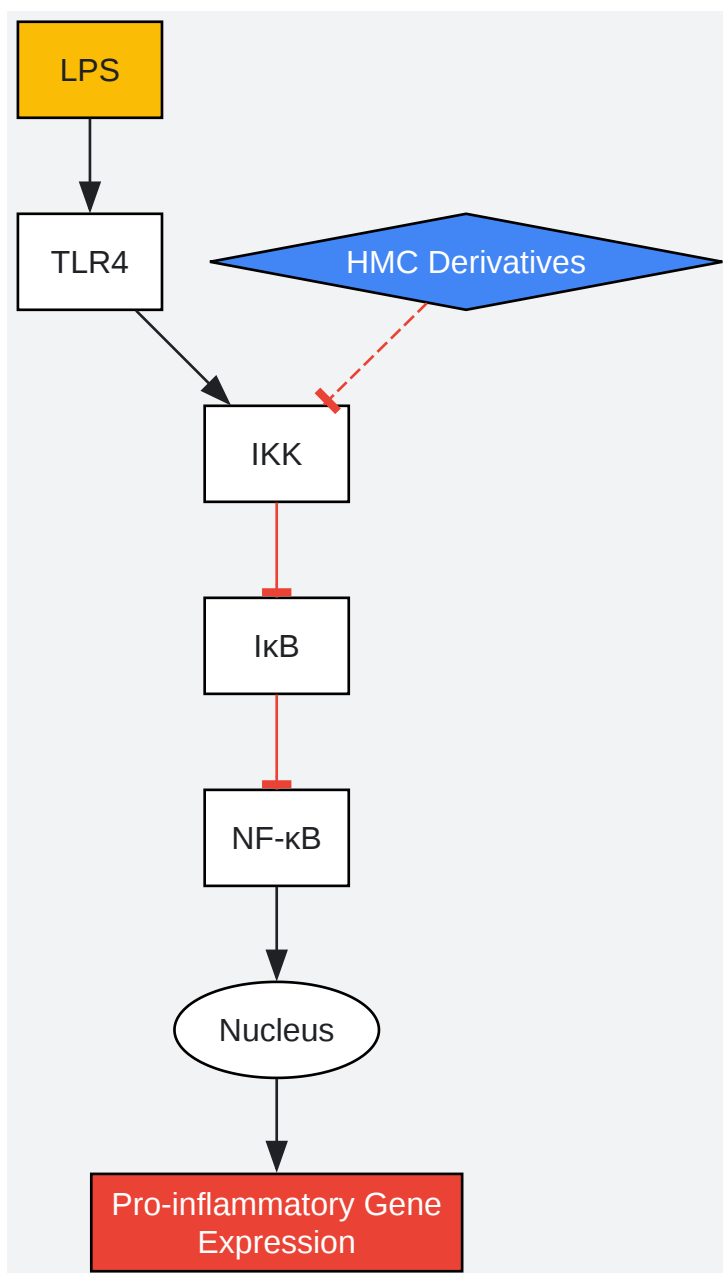 LPS
TLR4
HMC Derivatives
IKK
IκB
NF-κB
Nucleus
Pro-inflammatory Gene
Expression